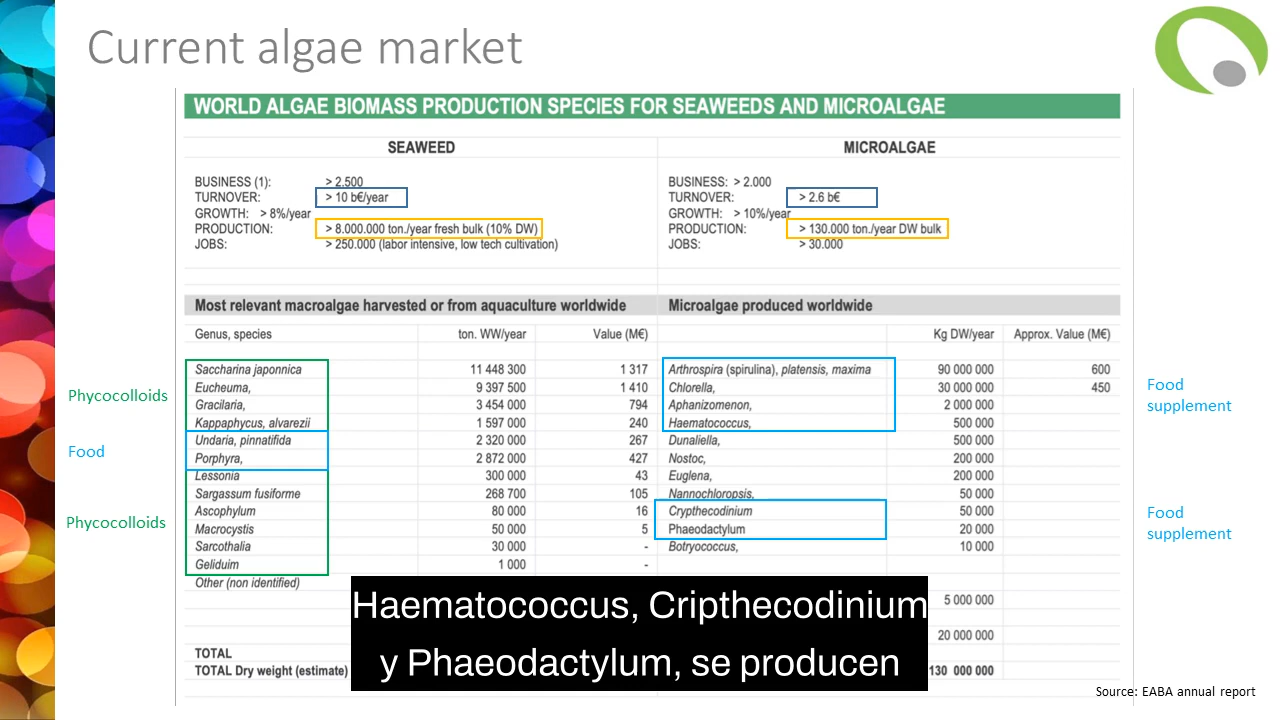 Current algae market
WORLD ALGAE BIOMASS PRODUCTION SPECIES FOR SEAWEEDS AND MICROALGAE
SEAWEED MICROALGAE
BUSINESS (1): > 2.500 BUSINESS: > 2.000
TURNOVER: > 10 b€/year TURNOVER: > 2.6 b€
GROWTH: > 8%/year GROWTH: > 10%/year
PRODUCTION: > 8.000.000 ton./year fresh bulk (10% DW) PRODUCTION: > 130.000 ton./year DW bulk
JOBS: > 250.000 (labor intensive, low tech cultivation) JOBS: > 30.000
Most relevant macroalgae harvested or from aquaculture worldwide Microalgae produced worldwide
Genus, species ton. WW/year Value (M€) Kg DW/year Approx. Value (M€)
Saccharina japonnica 11 448 300 1 317 Arthrospira (spirulina), platensis, maxima 90 000 000 600
Eucheuma, 9 397 500 1 410 Chlorella, 30 000 000 450
Gracilaria, 3 454 000 794 Aphanizomenon, 2 000 000
Kappaphycus, alvarezii 1 597 000 240 Haematococcus, 500 000
Undaria, pinnatifida 2 320 000 267 Dunaliella, 500 000
Porphyra, 2 872 000 427 Nostoc, 200 000
Lessonia 300 000 43 Euglena, 200 000
Sargassum fusiforme 268 700 105 Nannochloropsis, 50 000
Ascophylum 80 000 16 Crypthecodinium 50 000
Macrocystis 50 000 5 Phaeodactylum 20 000
Sarcothalia 30 000 - Botryococcus, 10 000
Geliduim 1 000 -
Other (non identified)
5 000 000
20 000 000
TOTAL
TOTAL Dry weight (estimate) 130 000 000
Phycocolloids
Food
Phycocolloids
Food
supplement
Food
supplement
Haematococcus, Cripthecodinium
y Phaeodactylum, se producen
Source: EABA annual report